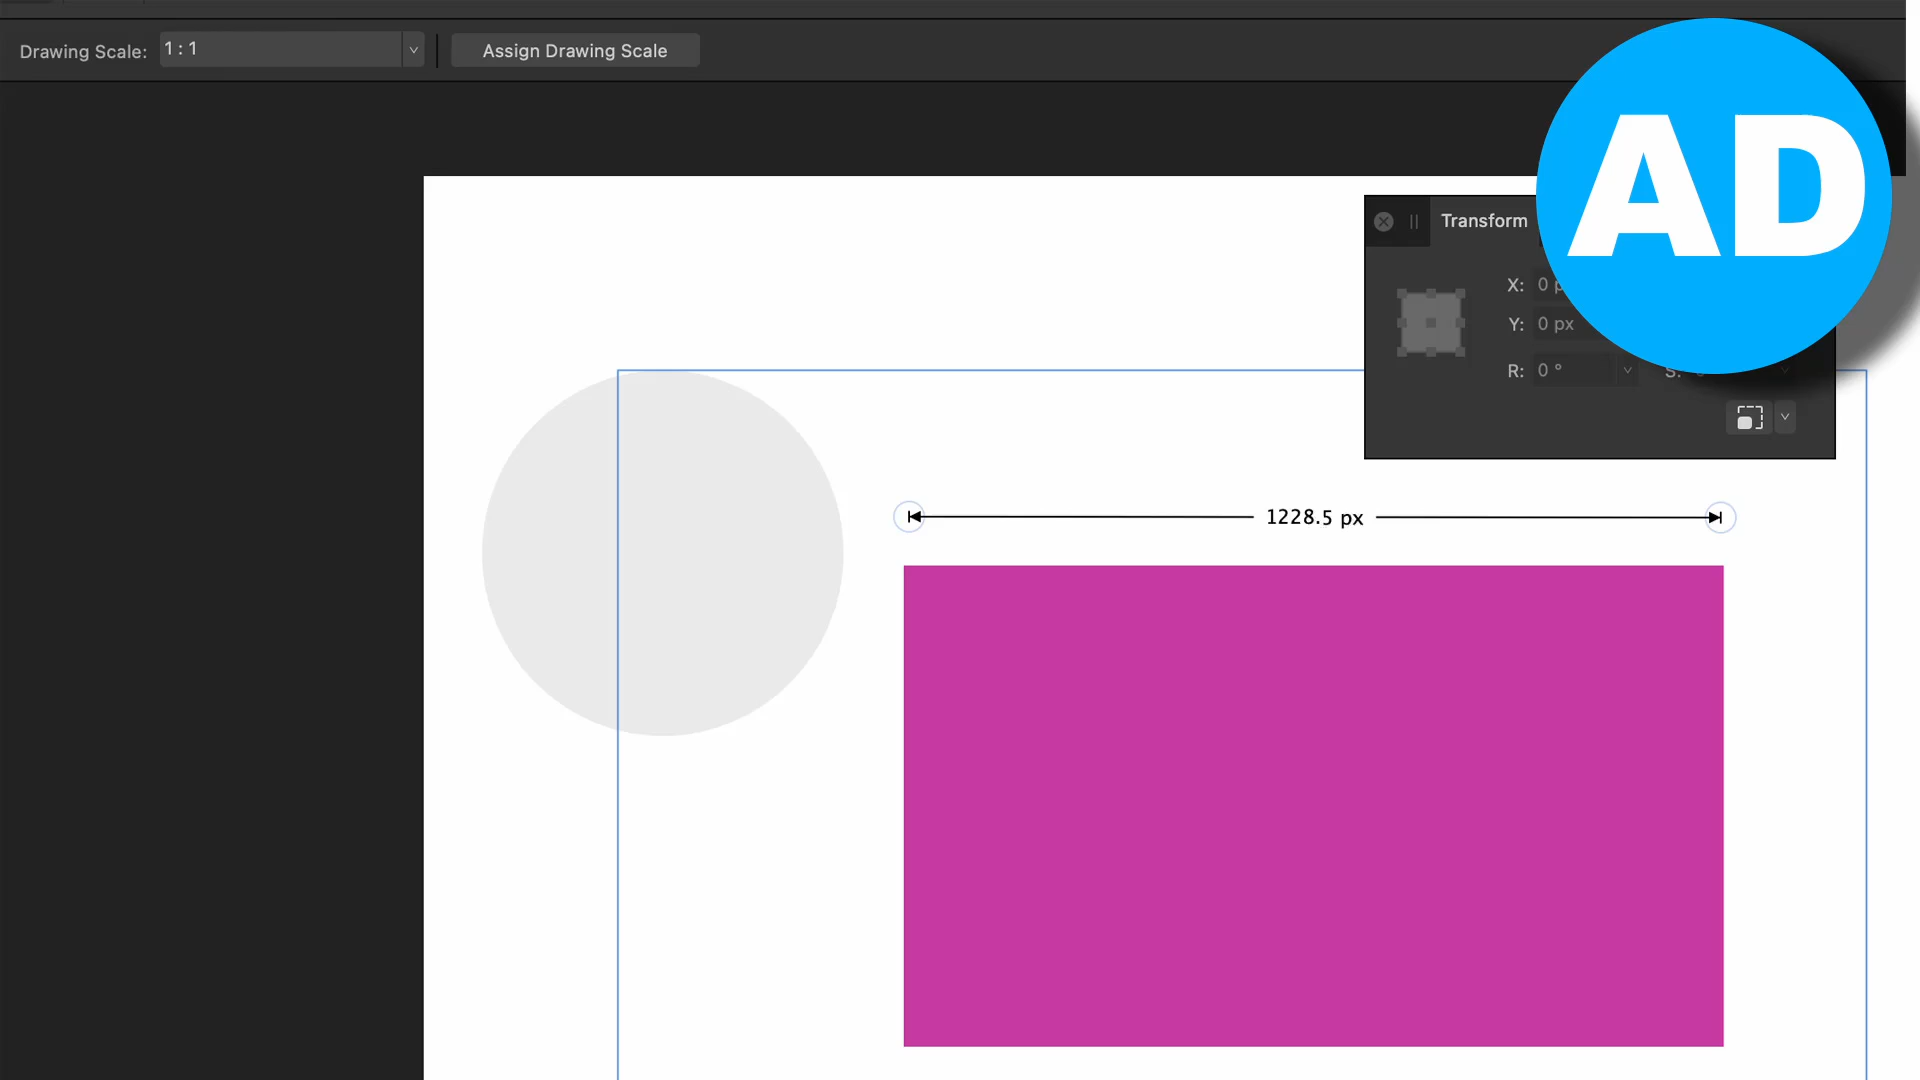 Drawing Scale: 1 : 1 Assign Drawing Scale
AD
Transform
X: 0 p
Y: 0 px
R: 0 °
S:
1228.5 px